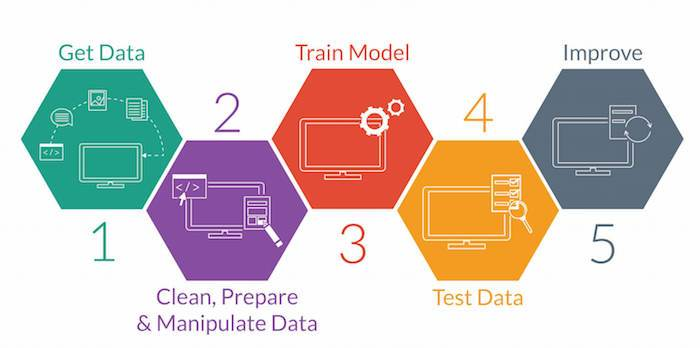 Get Data
1
2
Clean, Prepare
& Manipulate Data
Train Model
3
4
Test Data
Improve
5
</>